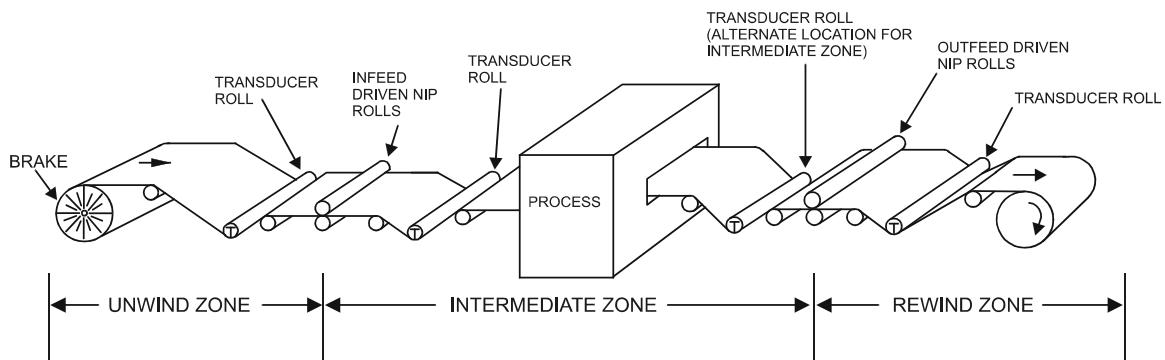 TRANSDUCER ROLL
(ALTERNATE LOCATION FOR
INTERMEDIATE ZONE)
OUTFEED DRIVEN
NIP ROLLS
TRANSDUCER
ROLL
INFEED
DRIVEN NIP
ROLLS
TRANSDUCER
ROLL
TRANSDUCER ROLL
BRAKE
PROCESS
T
T
T
T
UNWIND ZONE
INTERMEDIATE ZONE
REWIND ZONE